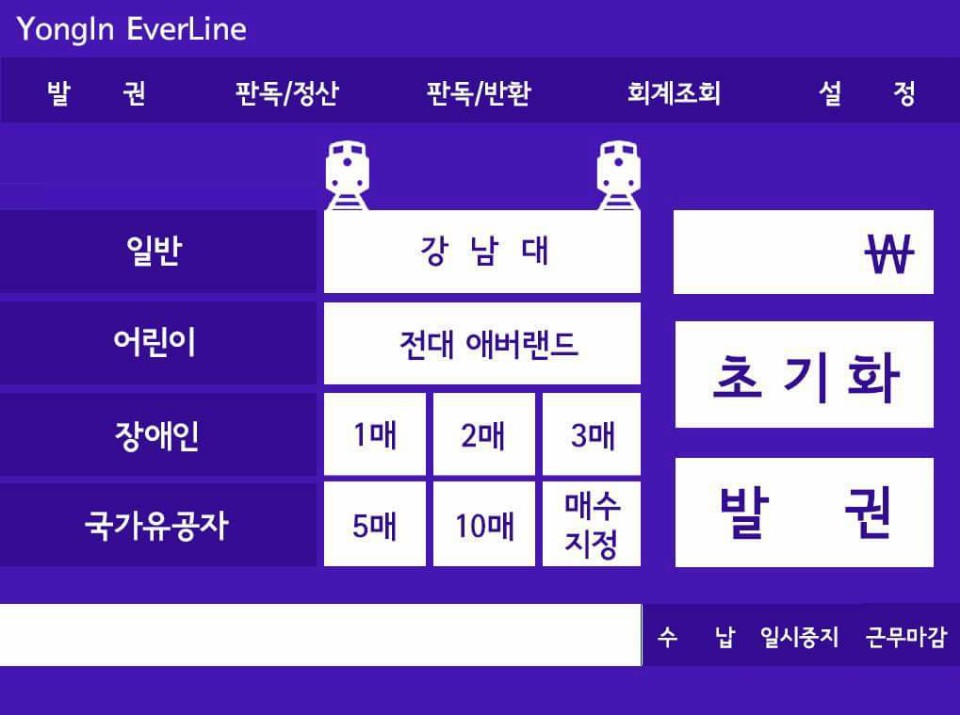 YongIn EverLine
발 권 판독/정산 판독/반환 회계조회 설 정
일반
강 남 대
₩
어린이
전대 애버랜드
초 기 화
장애인
1매 2매 3매
국가유공자
5매 10매 매수
지정
발 권
수 납 일시중지 근무마감